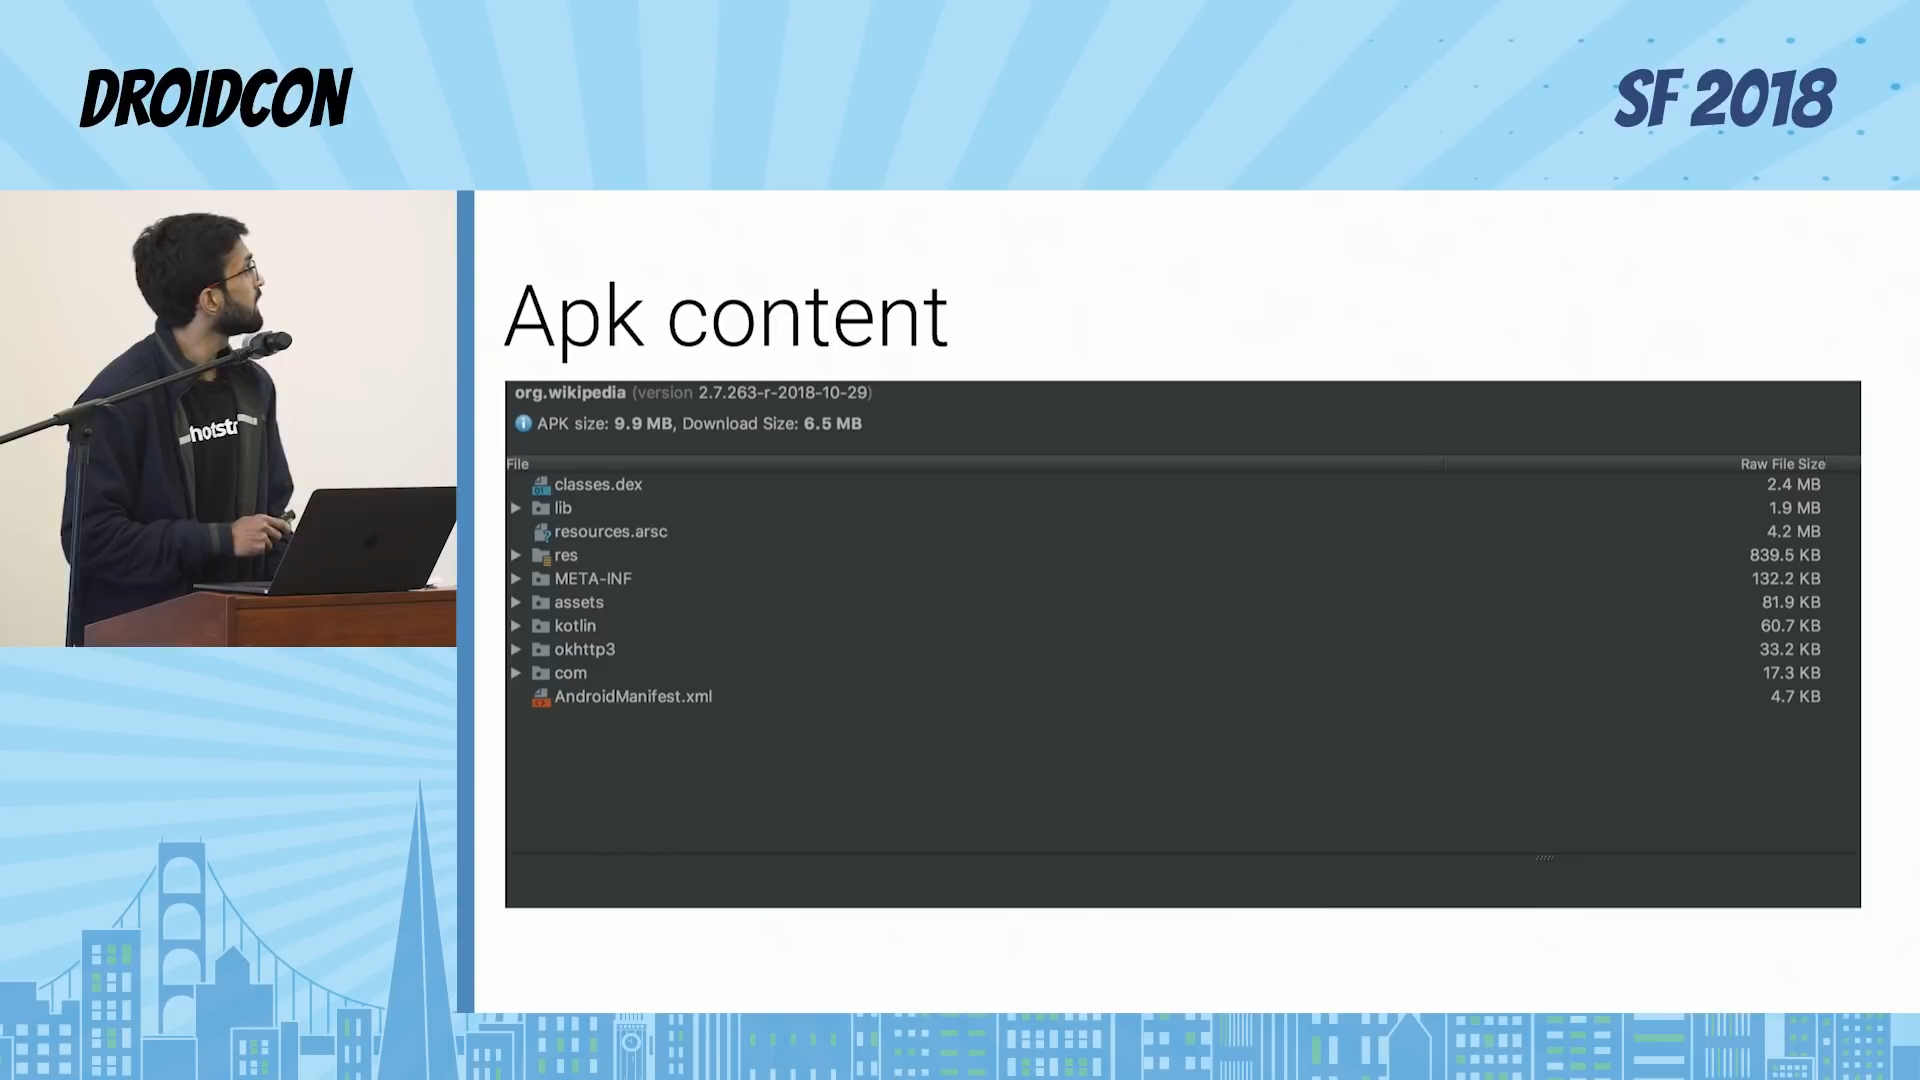 DROIDCON
SF 2018
hotst
Apk content
org.wikipedia (version 2.7.263-r-2018-10-29)
APK size: 9.9 MB, Download Size: 6.5 MB
File Raw File Size
classes.dex 2.4 MB
lib 1.9 MB
resources.arsc 4.2 MB
res 839.5 KB
META-INF 132.2 KB
assets 81.9 KB
kotlin 60.7 KB
okhttp3 33.2 KB
com 17.3 KB
AndroidManifest.xml 4.7 KB